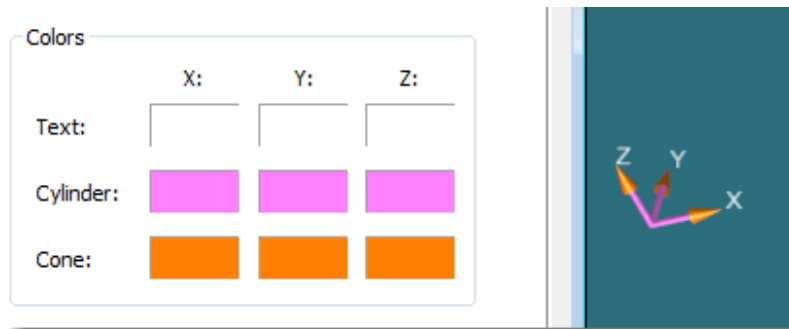 Colors
X: Y: Z:
Text:
Cylinder:
Cone:
Z Y X